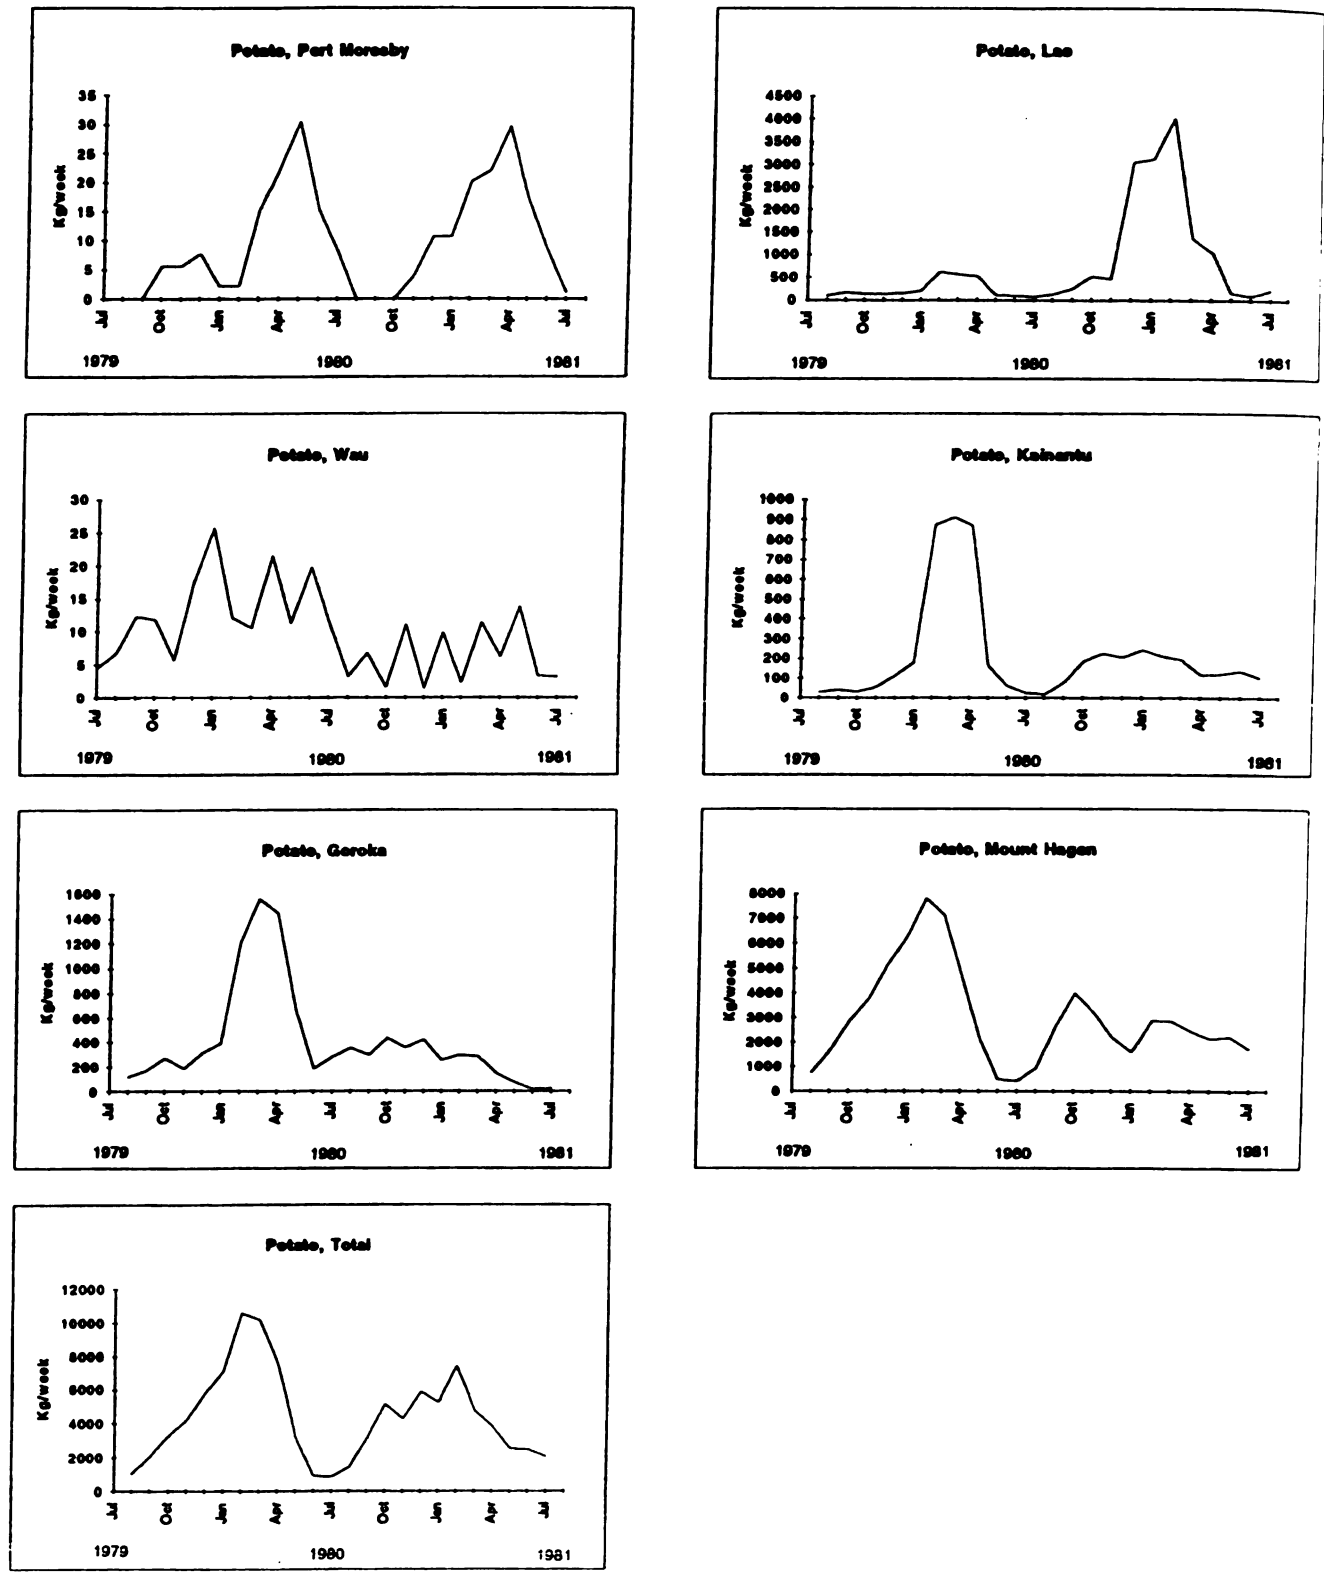 Potato, Port Moresby
35
30
25
20
15
10
5
0
Kg/week
Jul
Oct
Jan
Apr
Jul
Oct
Jan
Apr
Jul
1979
1980
1981
Potato, Lae
4500
4000
3500
3000
2500
2000
1500
1000
500
0
Kg/week
Jul
Oct
Jan
Apr
Jul
Oct
Jan
Apr
Jul
1979
1980
1981
Potato, Wau
30
25
20
15
10
5
0
Kg/week
Jul
Oct
Jan
Apr
Jul
Oct
Jan
Apr
Jul
1979
1980
1981
Potato, Kainantu
1000
900
800
700
600
500
400
300
200
100
0
Kg/week
Jul
Oct
Jan
Apr
Jul
Oct
Jan
Apr
Jul
1979
1980
1981
Potato, Goroka
1600
1400
1200
1000
800
600
400
200
0
Kg/week
Jul
Oct
Jan
Apr
Jul
Oct
Jan
Apr
Jul
1979
1980
1981
Potato, Mount Hagen
8000
7000
6000
5000
4000
3000
2000
1000
0
Kg/week
Jul
Oct
Jan
Apr
Jul
Oct
Jan
Apr
Jul
1979
1980
1981
Potato, Total
12000
10000
8000
6000
4000
2000
0
Kg/week
Jul
Oct
Jan
Apr
Jul
Oct
Jan
Apr
Jul
1979
1980
1981